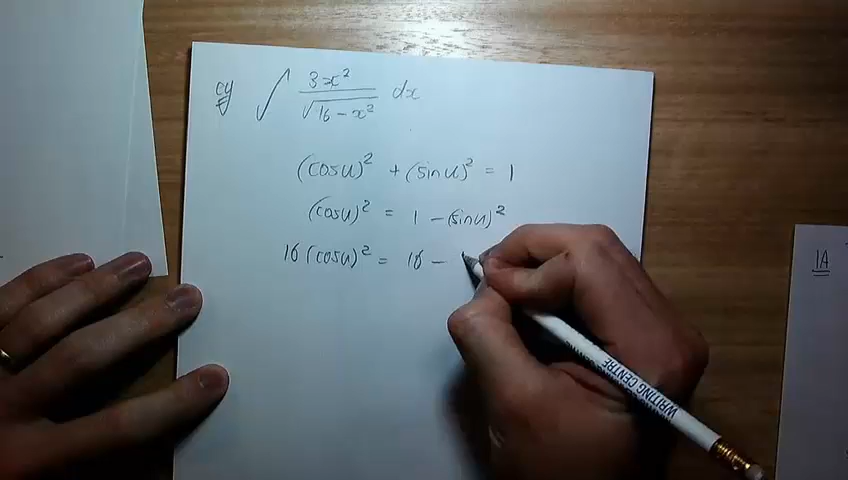 eg ∫ 3x² / √(16 - x²) dx
(cos u)² + (sin u)² = 1
(cos u)² = 1 - (sin u)²
16 (cos u)² = 16 -
1A
WRITING CENTRE